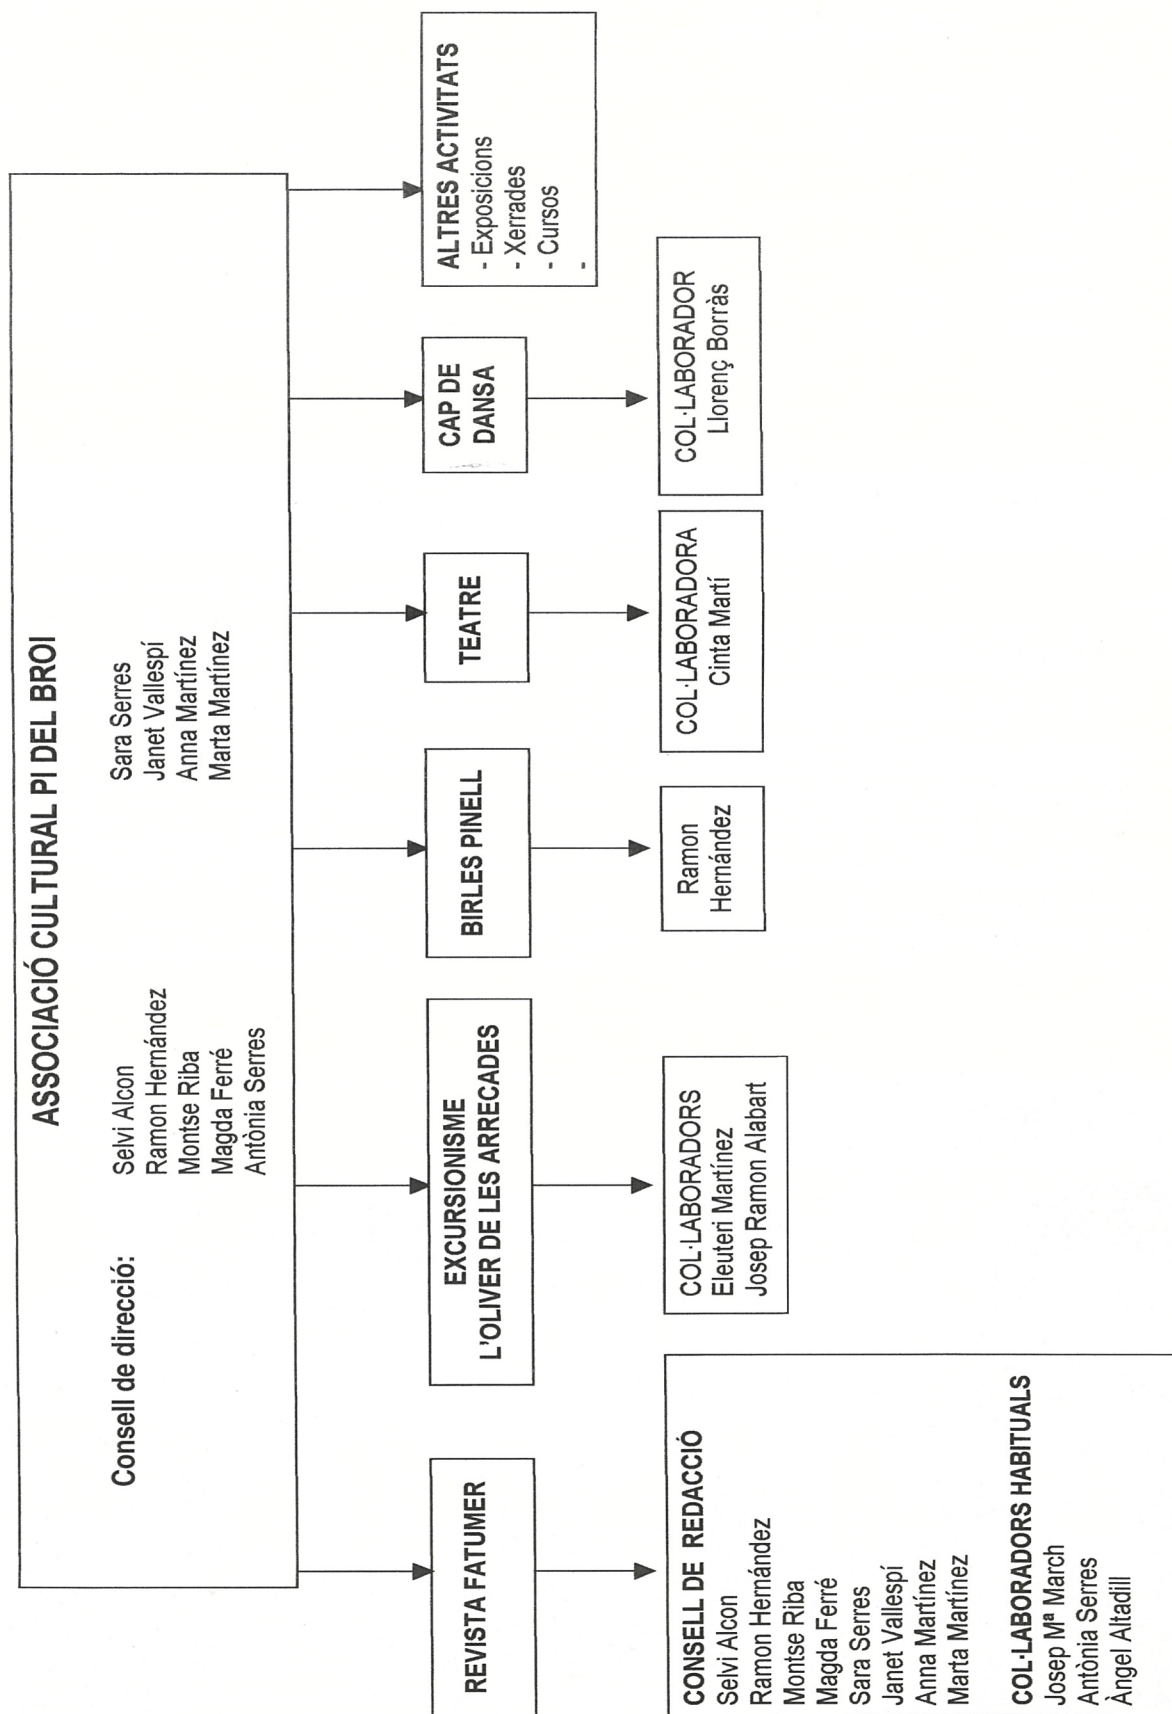 ASSOCIACIÓ CULTURAL PI DEL BROI
Consell de direcció:
Selvi Alcon
Ramon Hernández
Montse Riba
Magda Ferré
Antònia Serres
Sara Serres
Janet Vallespí
Anna Martínez
Marta Martínez
REVISTA FATUMER
EXCURSIONISME
L'OLIVER DE LES ARRECADES
BIRLES PINELL
TEATRE
CAP DE
DANSA
ALTRES ACTIVITATS
- Exposicions
- Xerrades
- Cursos
-
CONSELL DE REDACCIÓ
Selvi Alcon
Ramon Hernández
Montse Riba
Magda Ferré
Sara Serres
Janet Vallespí
Anna Martínez
Marta Martínez
COL·LABORADORS HABITUALS
Josep Mª March
Antònia Serres
Àngel Altadill
COL·LABORADORS
Eleuteri Martínez
Josep Ramon Alabart
Ramon
Hernández
COL·LABORADORA
Cinta Martí
COL·LABORADOR
Llorenç Borràs